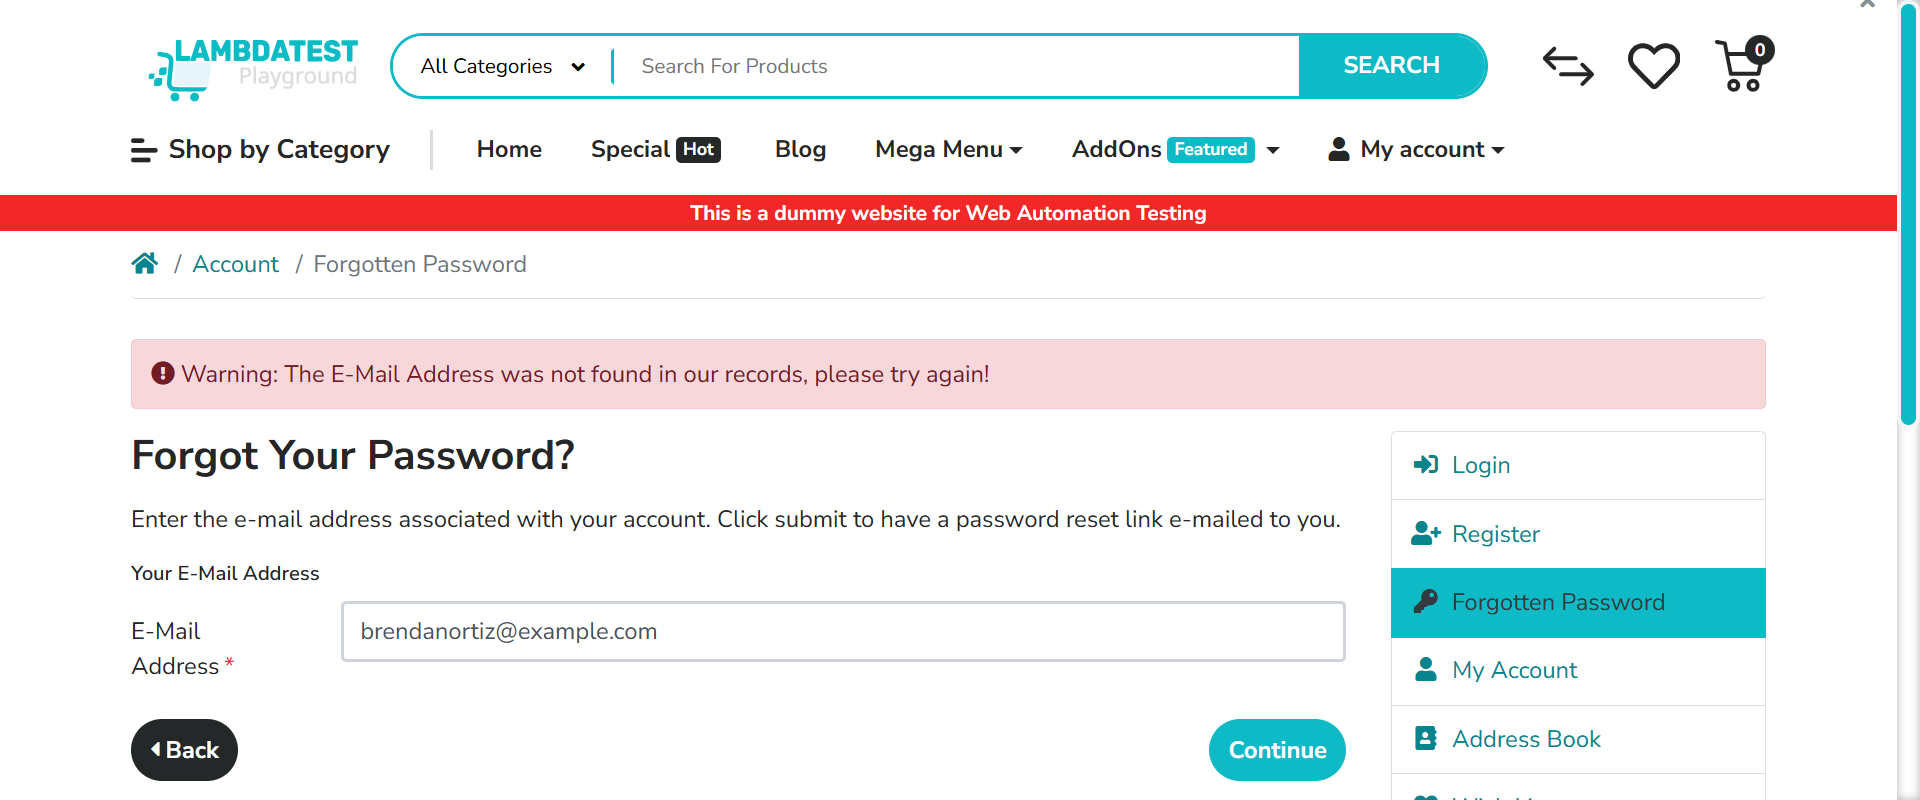 LAMBDATEST
Playground
All Categories
Search For Products
SEARCH
0
Shop by Category
Home
Special Hot
Blog
Mega Menu
AddOns Featured
My account
This is a dummy website for Web Automation Testing
/ Account / Forgotten Password
Warning: The E-Mail Address was not found in our records, please try again!
Forgot Your Password?
Enter the e-mail address associated with your account. Click submit to have a password reset link e-mailed to you.
Your E-Mail Address
E-Mail
Address *
brendanortiz@example.com
Back
Continue
Login
Register
Forgotten Password
My Account
Address Book